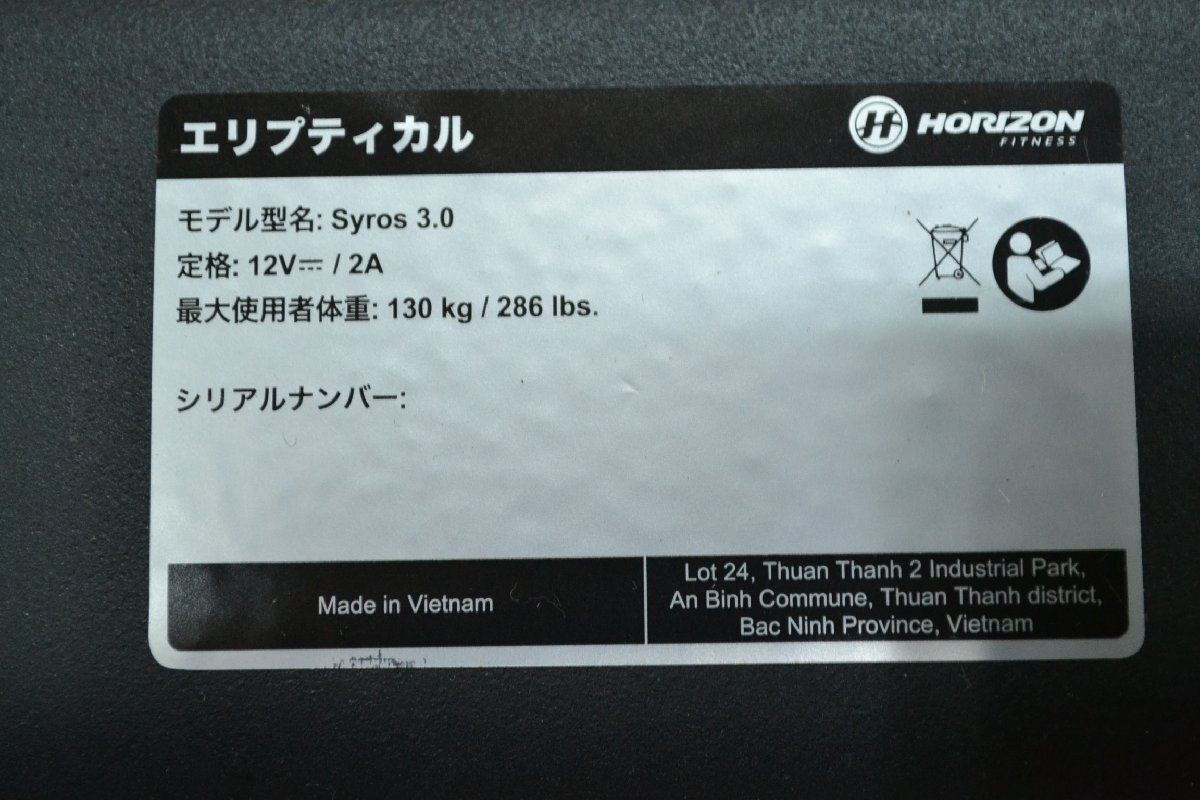 エリプティカル
HORIZON
FITNESS
モデル型名: Syros 3.0
定格: 12V⎓ / 2A
最大使用者体重: 130 kg / 286 lbs.
シリアルナンバー:
Made in Vietnam
Lot 24, Thuan Thanh 2 Industrial Park,
An Binh Commune, Thuan Thanh district,
Bac Ninh Province, Vietnam